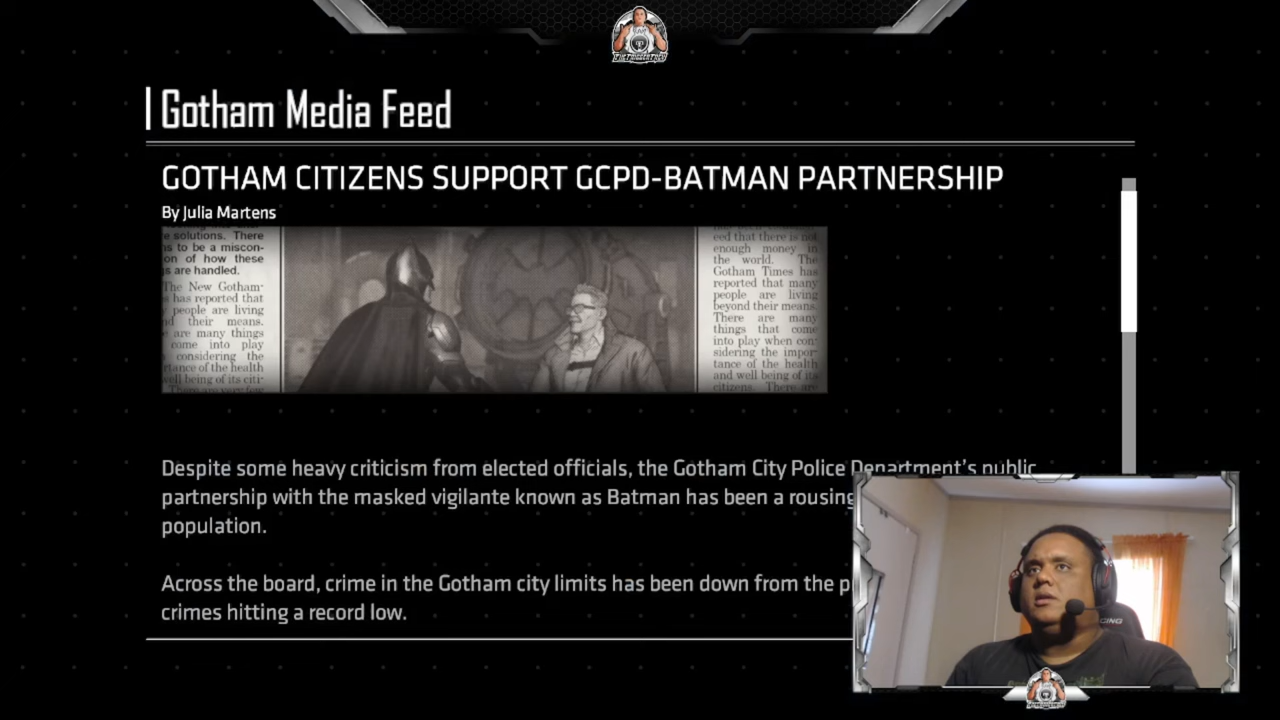 Gotham Media Feed
GOTHAM CITIZENS SUPPORT GCPD-BATMAN PARTNERSHIP
By Julia Martens
solutions. There
to be a miscon-
of how these
are handled.
The New Gotham-
has reported that
people are living
their means.
are many things
come into play
considering the
of the health
well being of its citi-
There are very few
eed that there is not
enough money in
the world. The
Gotham Times has
reported that many
people are living
beyond their means.
There are many
things that come
into play when con-
sidering the impor-
tance of the health
and well being of its
citizens. There are
Despite some heavy criticism from elected officials, the Gotham City Police Department's public
partnership with the masked vigilante known as Batman has been a rousing
population.
Across the board, crime in the Gotham city limits has been down from the p
crimes hitting a record low.